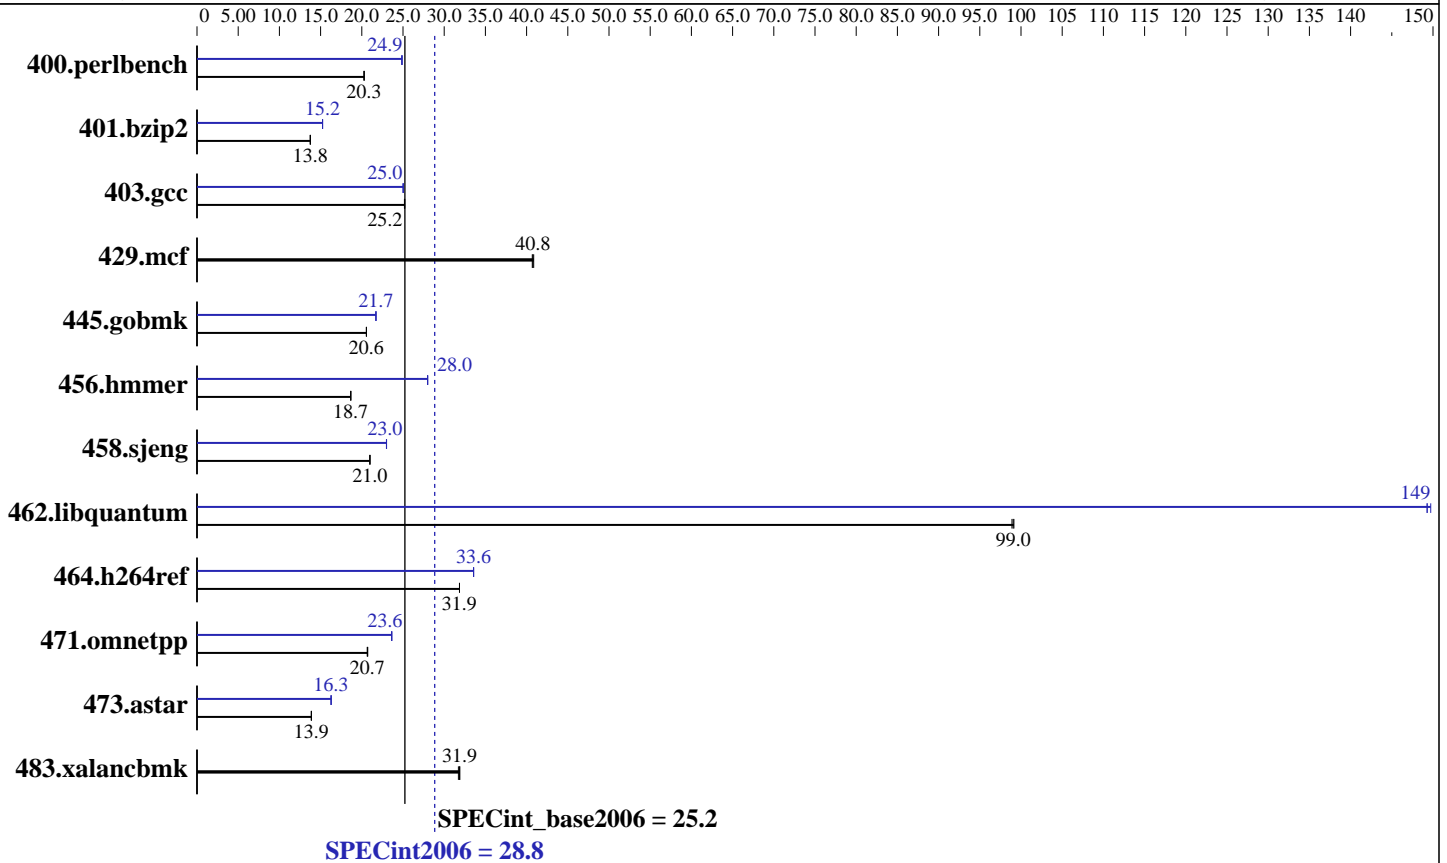 0 5.00 10.0 15.0 20.0 25.0 30.0 35.0 40.0 45.0 50.0 55.0 60.0 65.0 70.0 75.0 80.0 85.0 90.0 95.0 100 105 110 115 120 125 130 135 140 150
24.9
400.perlbench
20.3
15.2
401.bzip2
13.8
25.0
403.gcc
25.2
40.8
429.mcf
21.7
445.gobmk
20.6
28.0
456.hmmer
18.7
23.0
458.sjeng
21.0
149
462.libquantum
99.0
33.6
464.h264ref
31.9
23.6
471.omnetpp
20.7
16.3
473.astar
13.9
31.9
483.xalancbmk
SPECint_base2006 = 25.2
SPECint2006 = 28.8